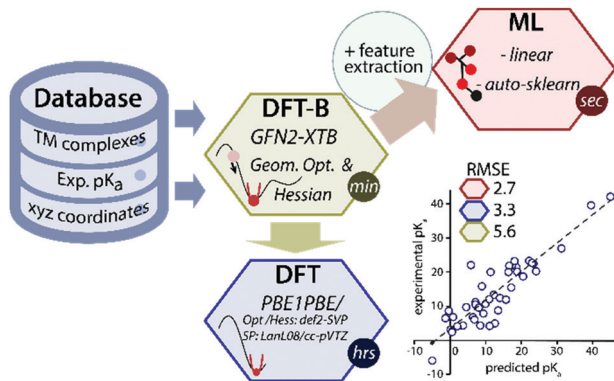 Database
TM complexes
Exp. pKa
xyz coordinates
DFT-B
GFN2-XTB
Geom. Opt. &
Hessian
min
+ feature
extraction
ML
- linear
- auto-sklearn
sec
DFT
PBE1PBE/
Opt/Hess: def2-SVP
SP: LanL08/cc-pVTZ
hrs
RMSE
2.7
3.3
5.6
experimental pKa
40
30
20
10
0
-10
0
10
20
30
40
predicted pKa